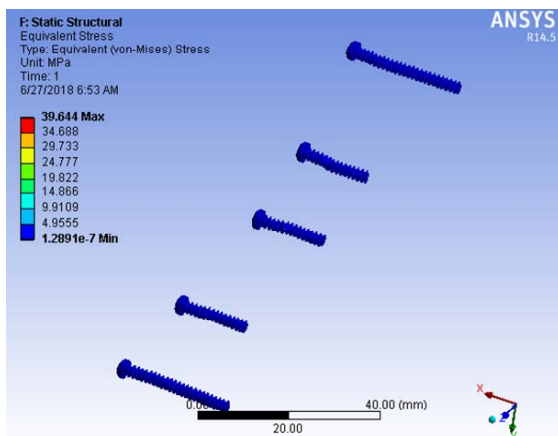 F: Static Structural
Equivalent Stress
Type: Equivalent (von-Mises) Stress
Unit: MPa
Time: 1
6/27/2018 6:53 AM
39.644 Max
34.688
29.733
24.777
19.822
14.866
9.9109
4.9555
1.2891e-7 Min
ANSYS
R14.5
40.00 (mm)
20.00
X
Z